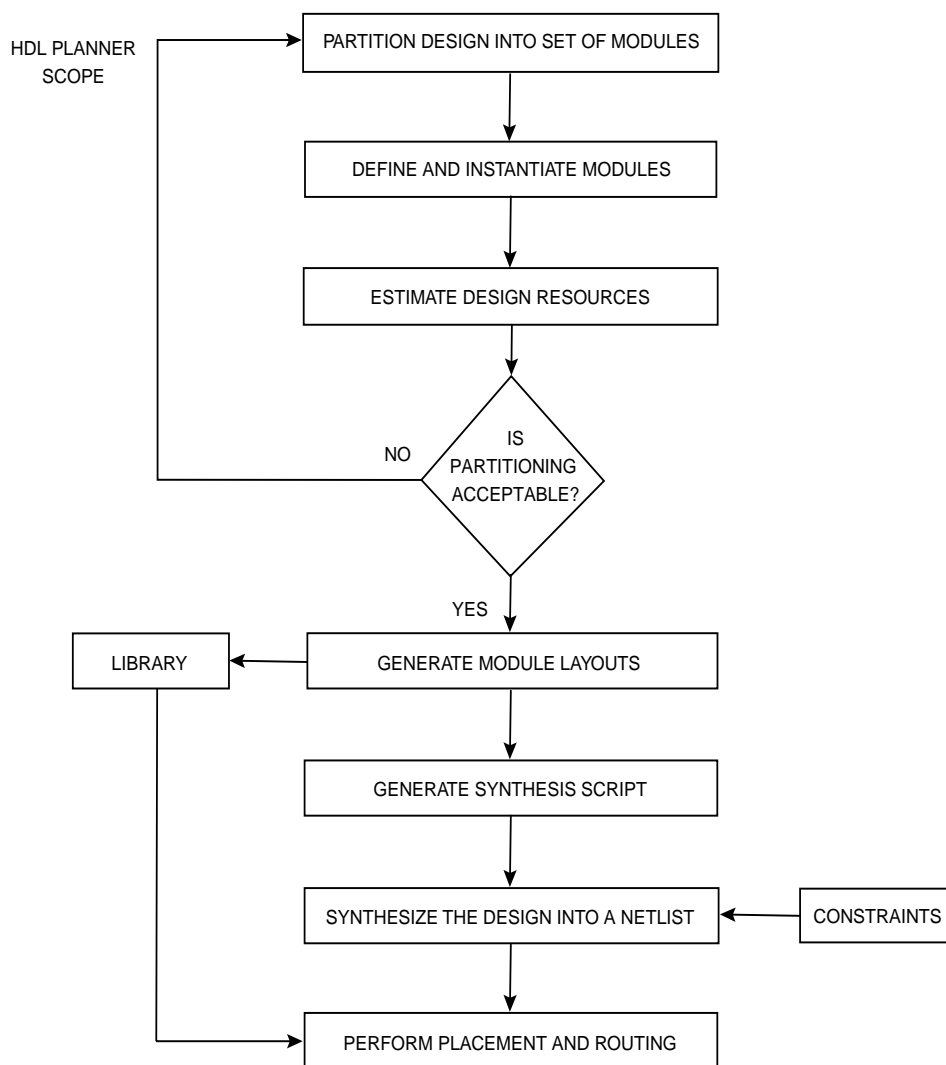 HDL PLANNER
SCOPE
PARTITION DESIGN INTO SET OF MODULES
DEFINE AND INSTANTIATE MODULES
ESTIMATE DESIGN RESOURCES
IS
PARTITIONING
ACCEPTABLE?
NO
YES
LIBRARY
GENERATE MODULE LAYOUTS
GENERATE SYNTHESIS SCRIPT
SYNTHESIZE THE DESIGN INTO A NETLIST
CONSTRAINTS
PERFORM PLACEMENT AND ROUTING